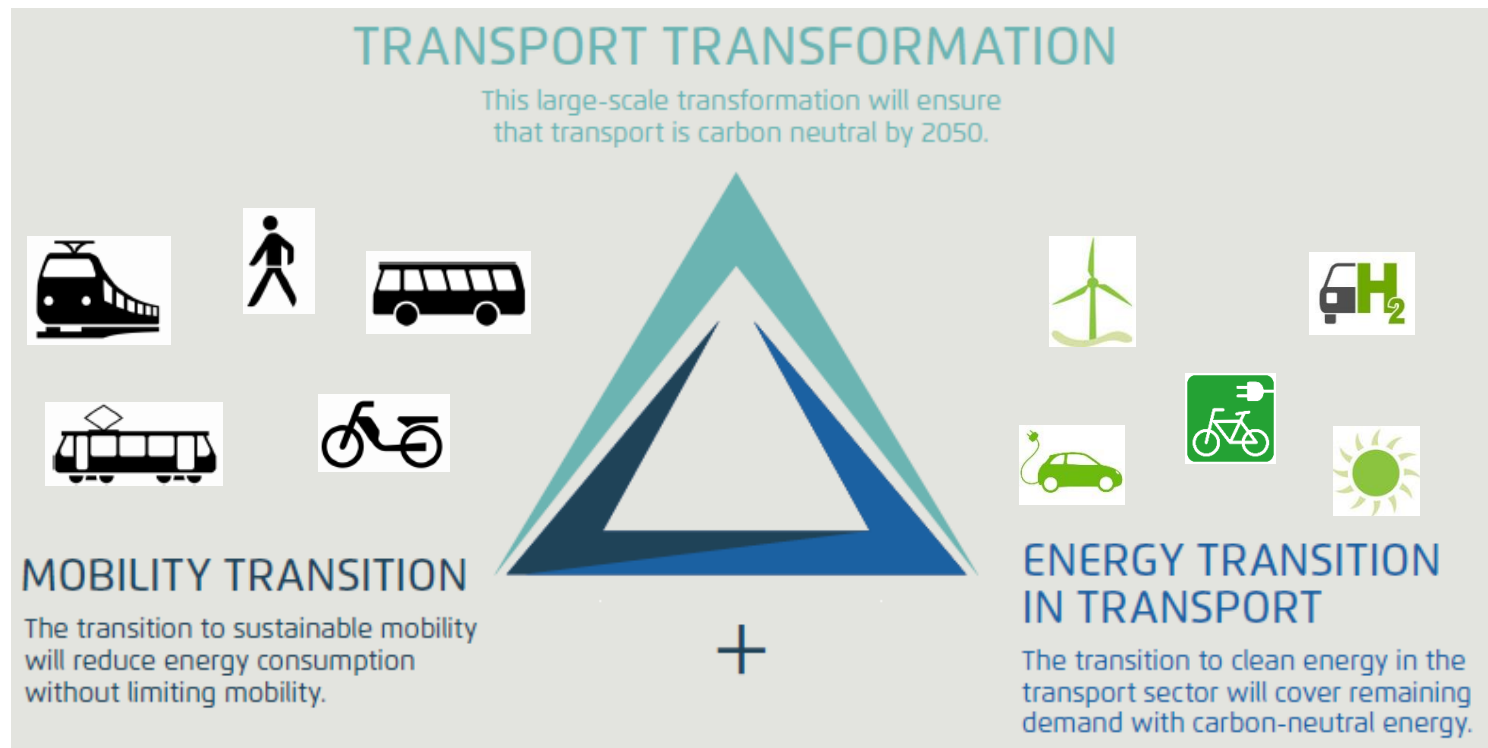 TRANSPORT TRANSFORMATION
This large-scale transformation will ensure
that transport is carbon neutral by 2050.
H2
MOBILITY TRANSITION
The transition to sustainable mobility
will reduce energy consumption
without limiting mobility.
+
ENERGY TRANSITION
IN TRANSPORT
The transition to clean energy in the
transport sector will cover remaining
demand with carbon-neutral energy.